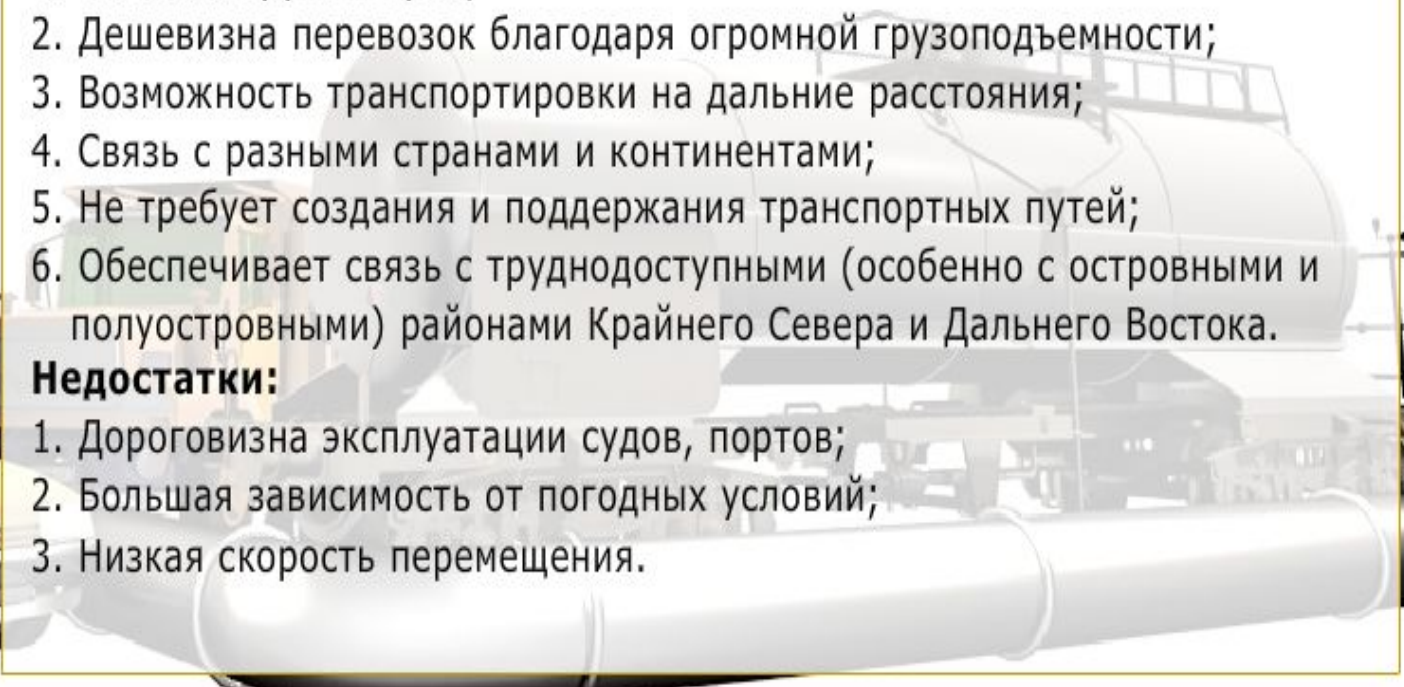 2. Дешевизна перевозок благодаря огромной грузоподъемности;
3. Возможность транспортировки на дальние расстояния;
4. Связь с разными странами и континентами;
5. Не требует создания и поддержания транспортных путей;
6. Обеспечивает связь с труднодоступными (особенно с островными и
полуостровными) районами Крайнего Севера и Дальнего Востока.
Недостатки:
1. Дороговизна эксплуатации судов, портов;
2. Большая зависимость от погодных условий;
3. Низкая скорость перемещения.